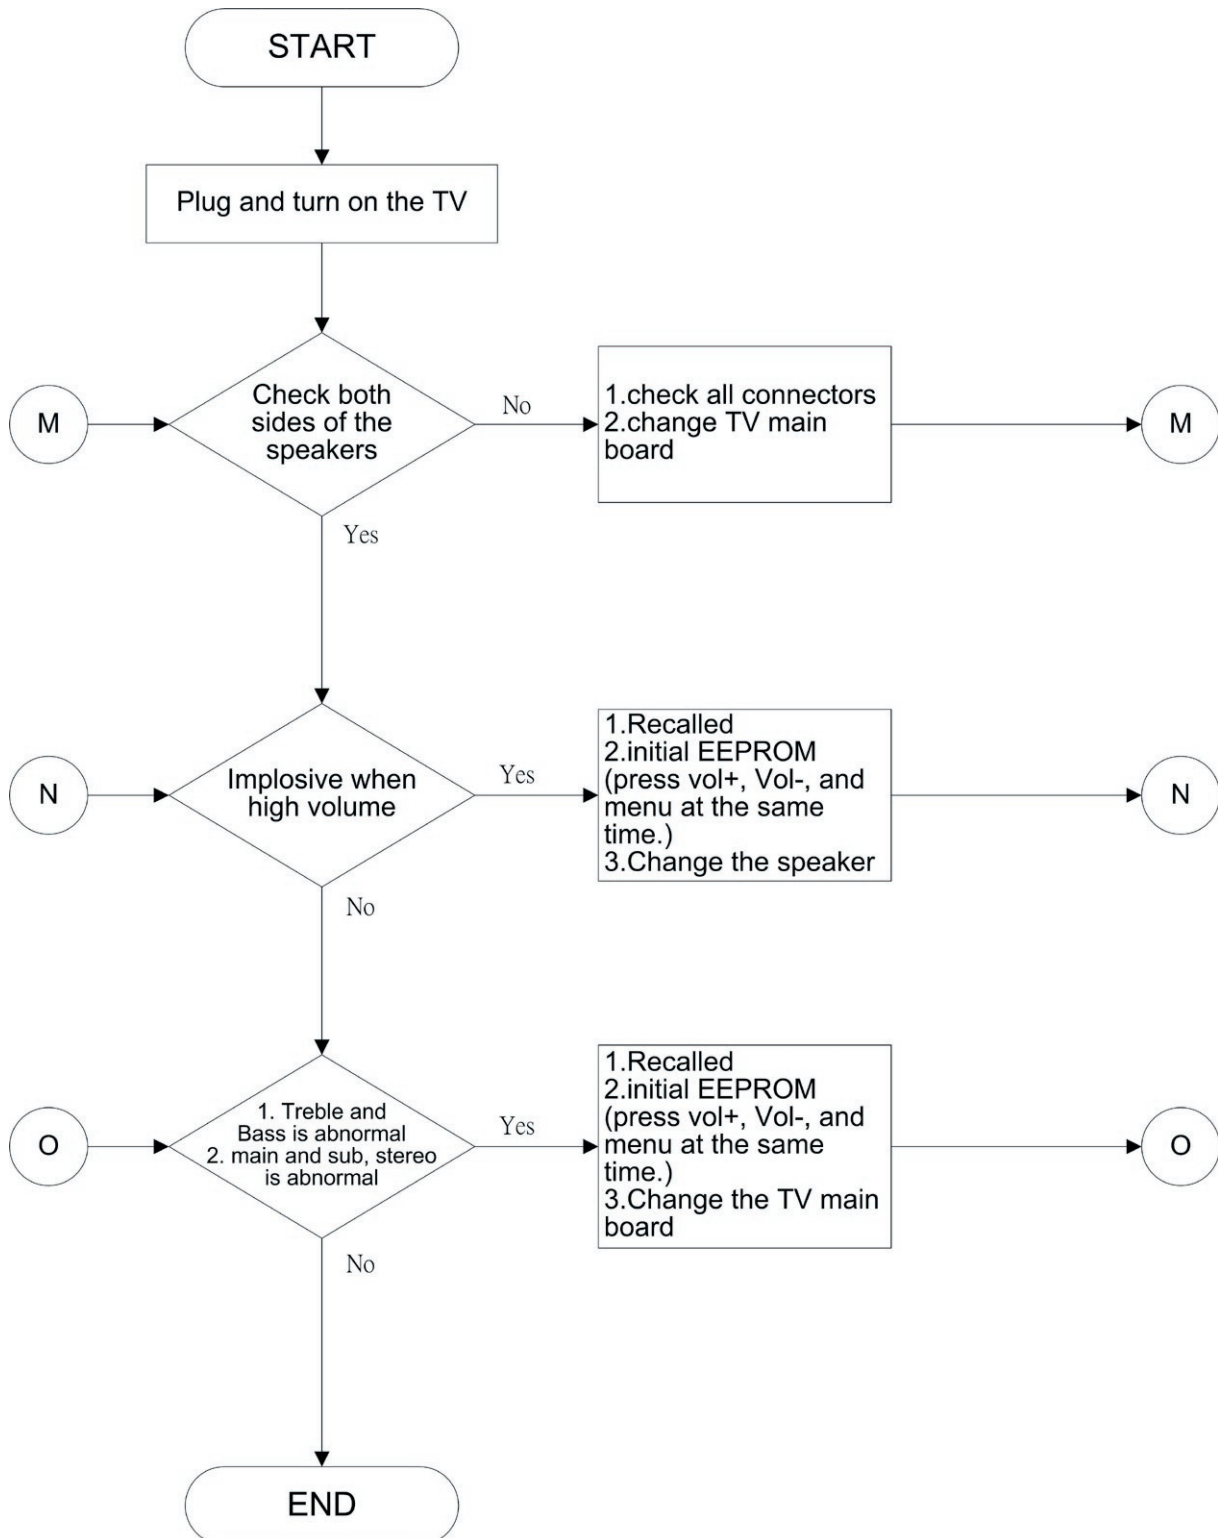 START
Plug and turn on the TV
M
Check both
sides of the
speakers
No
1.check all connectors
2.change TV main
board
M
Yes
N
Implosive when
high volume
Yes
1.Recalled
2.initial EEPROM
(press vol+, Vol-, and
menu at the same
time.)
3.Change the speaker
N
No
O
1. Treble and
Bass is abnormal
2. main and sub, stereo
is abnormal
Yes
1.Recalled
2.initial EEPROM
(press vol+, Vol-, and
menu at the same
time.)
3.Change the TV main
board
O
No
END